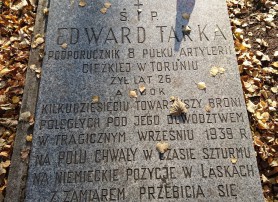 Ś.†P.
EDWARD TARKA
PODPORUCZNIK 8 PUŁKU ARTYLERII
CIĘŻKIEJ W TORUNIU
ŻYŁ LAT 26
A WOKÓŁ
KILKUDZIESIĘCIU TOWARZYSZY BRONI
POLEGŁYCH POD JEGO DOWÓDZTWEM
W TRAGICZNYM WRZEŚNIU 1939 R.
NA POLU CHWAŁY W CZASIE SZTURMU
NA NIEMIECKIE POZYCJE W LASKACH
Z ZAMIAREM PRZEBICIA SIĘ